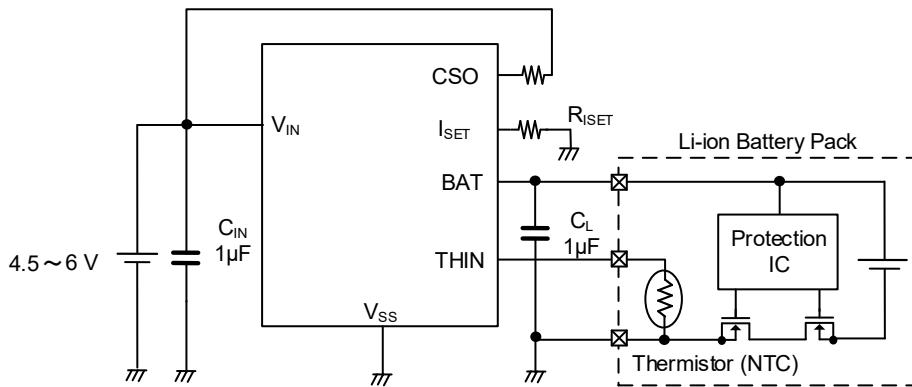 CSO
V_IN
I_SET
R_ISET
Li-ion Battery Pack
BAT
C_IN
1μF
C_L
1μF
Protection
IC
4.5～6 V
THIN
V_SS
Thermistor (NTC)